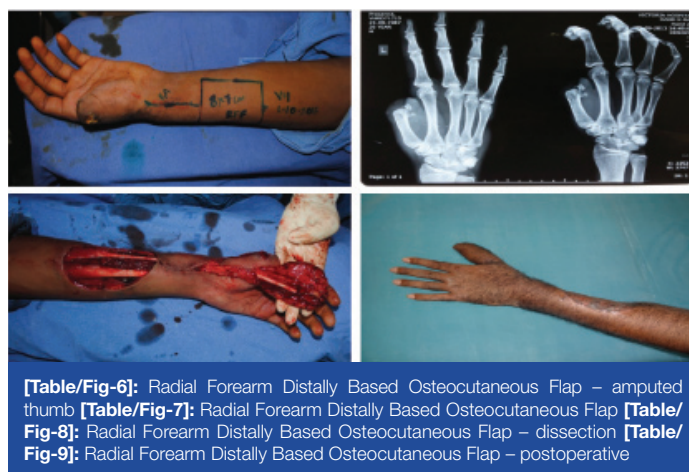 L
[Table/Fig-6]: Radial Forearm Distally Based Osteocutaneous Flap – amputed
thumb [Table/Fig-7]: Radial Forearm Distally Based Osteocutaneous Flap [Table/
Fig-8]: Radial Forearm Distally Based Osteocutaneous Flap – dissection [Table/
Fig-9]: Radial Forearm Distally Based Osteocutaneous Flap – postoperative